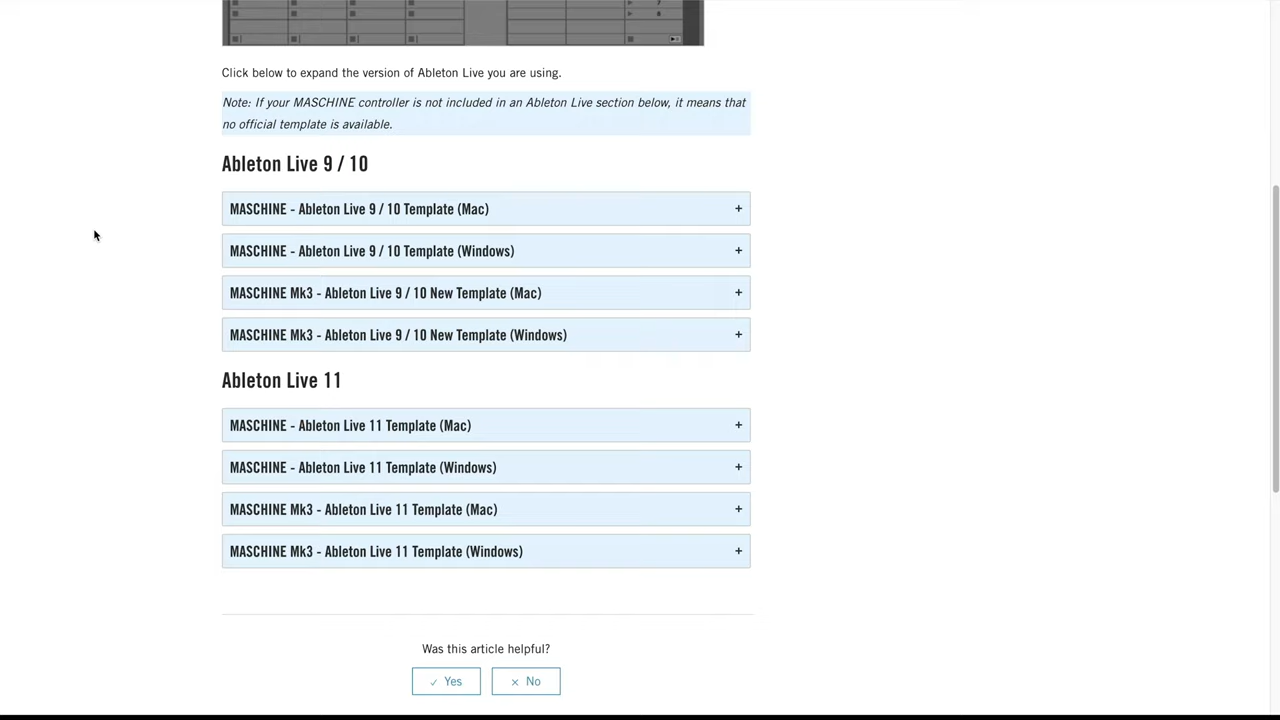 7
8
Click below to expand the version of Ableton Live you are using.
Note: If your MASCHINE controller is not included in an Ableton Live section below, it means that
no official template is available.
Ableton Live 9 / 10
MASCHINE - Ableton Live 9 / 10 Template (Mac) +
MASCHINE - Ableton Live 9 / 10 Template (Windows) +
MASCHINE Mk3 - Ableton Live 9 / 10 New Template (Mac) +
MASCHINE Mk3 - Ableton Live 9 / 10 New Template (Windows) +
Ableton Live 11
MASCHINE - Ableton Live 11 Template (Mac) +
MASCHINE - Ableton Live 11 Template (Windows) +
MASCHINE Mk3 - Ableton Live 11 Template (Mac) +
MASCHINE Mk3 - Ableton Live 11 Template (Windows) +
Was this article helpful?
✓ Yes × No